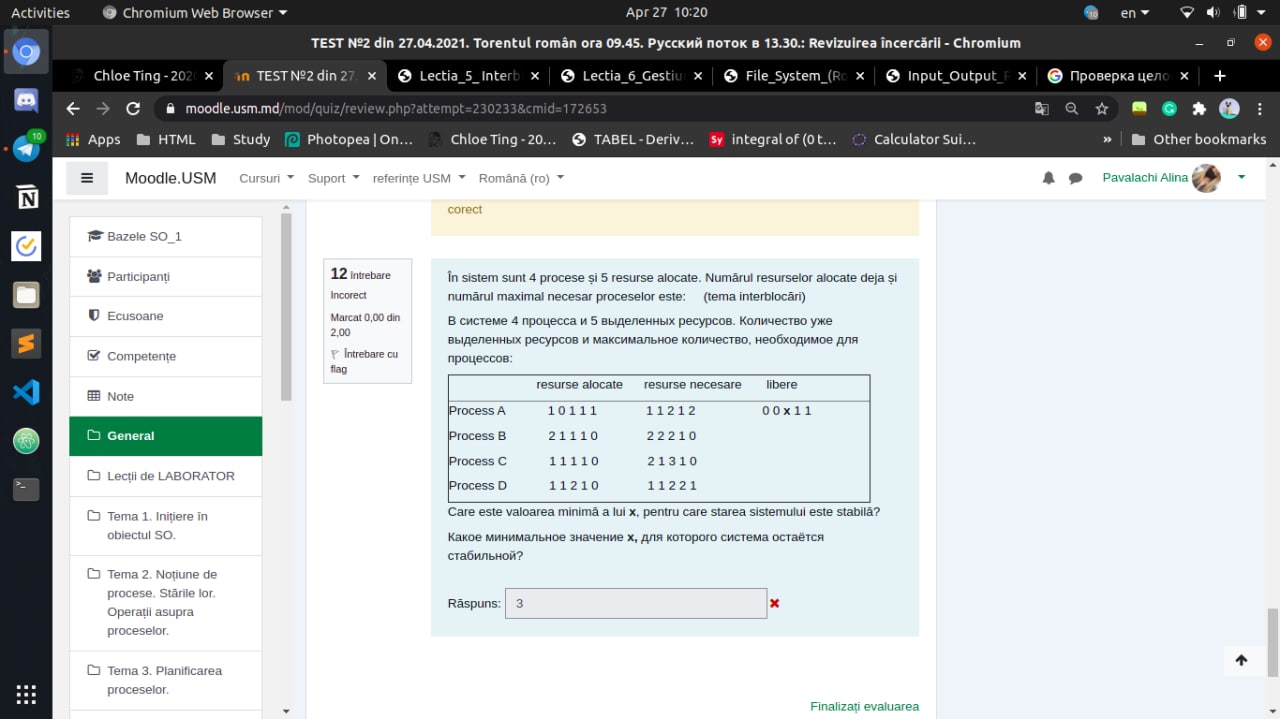 Activities Chromium Web Browser Apr 27 10:20 10 en
TEST №2 din 27.04.2021. Torentul român ora 09.45. Русский поток в 13.30.: Revizuirea încercării - Chromium
Chloe Ting - 202 TEST №2 din 27. Lectia_5_Interb Lectia_6_Gestiu File_System_(Ro Input_Output_P Проверка цело
moodle.usm.md/mod/quiz/review.php?attempt=230233&cmid=172653
Apps HTML Study Photopea | On... Chloe Ting - 20... TABEL - Deriv... Sy integral of (0 t... Calculator Sui... » Other bookmarks
10
Moodle.USM Cursuri Suport referințe USM Română (ro) Pavalachi Alina
Bazele SO_1
Participanți
Ecusoane
Competențe
Note
General
Lecții de LABORATOR
Tema 1. Inițiere în
obiectul SO.
Tema 2. Noțiune de
procese. Stările lor.
Operații asupra
proceselor.
Tema 3. Planificarea
proceselor.
corect
12 Întrebare
Incorect
Marcat 0,00 din
2,00
Întrebare cu
flag
În sistem sunt 4 procese și 5 resurse alocate. Numărul resurselor alocate deja și
numărul maximal necesar proceselor este: (tema interblocări)
В системе 4 процесса и 5 выделенных ресурсов. Количество уже
выделенных ресурсов и максимальное количество, необходимое для
процессов:
resurse alocate resurse necesare libere
Process A 1 0 1 1 1 1 1 2 1 2 0 0 x 1 1
Process B 2 1 1 1 0 2 2 2 1 0
Process C 1 1 1 1 0 2 1 3 1 0
Process D 1 1 2 1 0 1 1 2 2 1
Care este valoarea minimă a lui x, pentru care starea sistemului este stabilă?
Какое минимальное значение x, для которого система остаётся
стабильной?
Răspuns: 3
Finalizați evaluarea